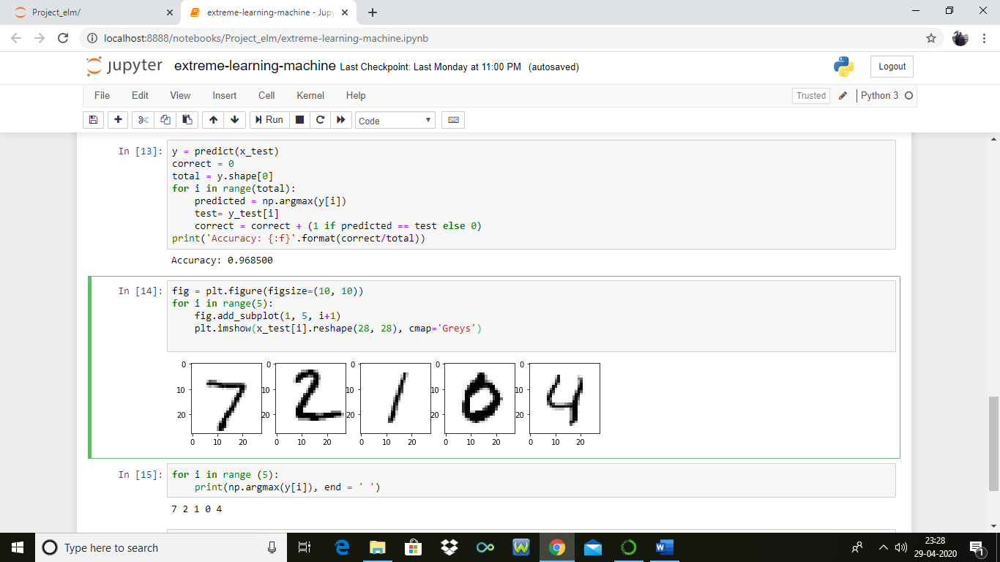 Project_elm/
extreme-learning-machine - Jupy
localhost:8888/notebooks/Project_elm/extreme-learning-machine.ipynb
jupyter extreme-learning-machine Last Checkpoint: Last Monday at 11:00 PM (autosaved)
Logout
File Edit View Insert Cell Kernel Help
Trusted
Python 3
Run
Code
In [13]:
y = predict(x_test)
correct = 0
total = y.shape[0]
for i in range(total):
    predicted = np.argmax(y[i])
    test= y_test[i]
    correct = correct + (1 if predicted == test else 0)
print('Accuracy: {:f}'.format(correct/total))
Accuracy: 0.968500
In [14]:
fig = plt.figure(figsize=(10, 10))
for i in range(5):
    fig.add_subplot(1, 5, i+1)
    plt.imshow(x_test[i].reshape(28, 28), cmap='Greys')
0 0 0 0 0
10 10 10 10 10
20 20 20 20 20
7 2 1 0 4
0 10 20 0 10 20 0 10 20 0 10 20 0 10 20
In [15]:
for i in range (5):
    print(np.argmax(y[i]), end = ' ')
7 2 1 0 4
Type here to search
23:28
29-04-2020
1